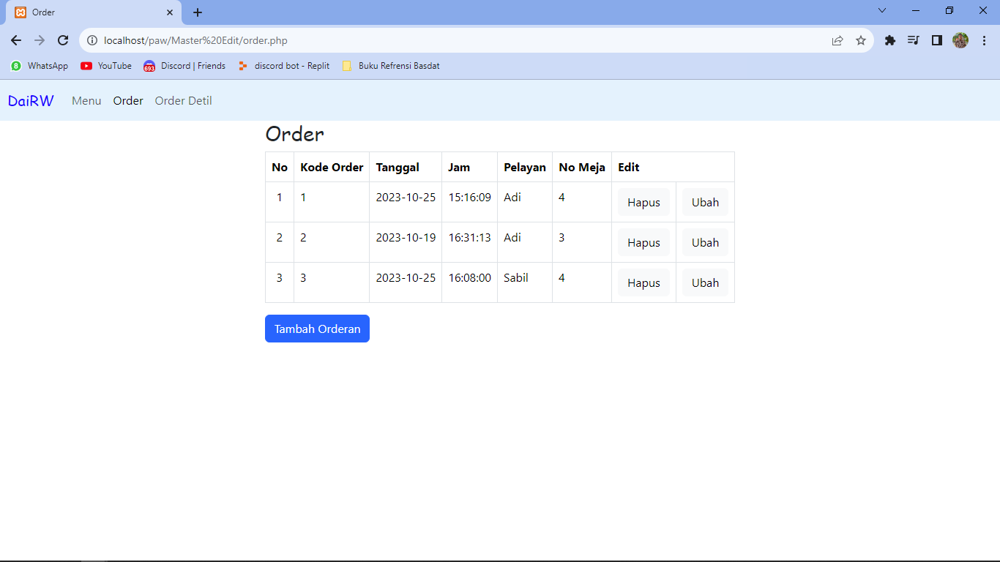 Order
localhost/paw/Master%20Edit/order.php
8 WhatsApp YouTube 693 Discord | Friends discord bot - Replit Buku Refrensi Basdat
DaiRW Menu Order Order Detil
Order
No Kode Order Tanggal Jam Pelayan No Meja Edit
1 1 2023-10-25 15:16:09 Adi 4 Hapus Ubah
2 2 2023-10-19 16:31:13 Adi 3 Hapus Ubah
3 3 2023-10-25 16:08:00 Sabil 4 Hapus Ubah
Tambah Orderan